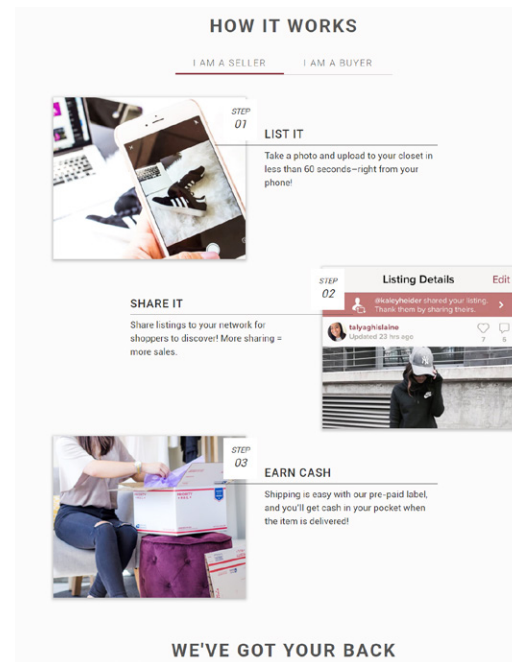 HOW IT WORKS
I AM A SELLER
I AM A BUYER
STEP
01
LIST IT
Take a photo and upload to your closet in
less than 60 seconds—right from your
phone!
STEP
02
SHARE IT
Share listings to your network for
shoppers to discover! More sharing =
more sales.
Listing Details
Edit
@kaleyheider shared your listing.
Thank them by sharing theirs.
talyaghislaine
Updated 23 hrs ago
7
6
STEP
03
EARN CASH
Shipping is easy with our pre-paid label,
and you'll get cash in your pocket when
the item is delivered!
WE'VE GOT YOUR BACK